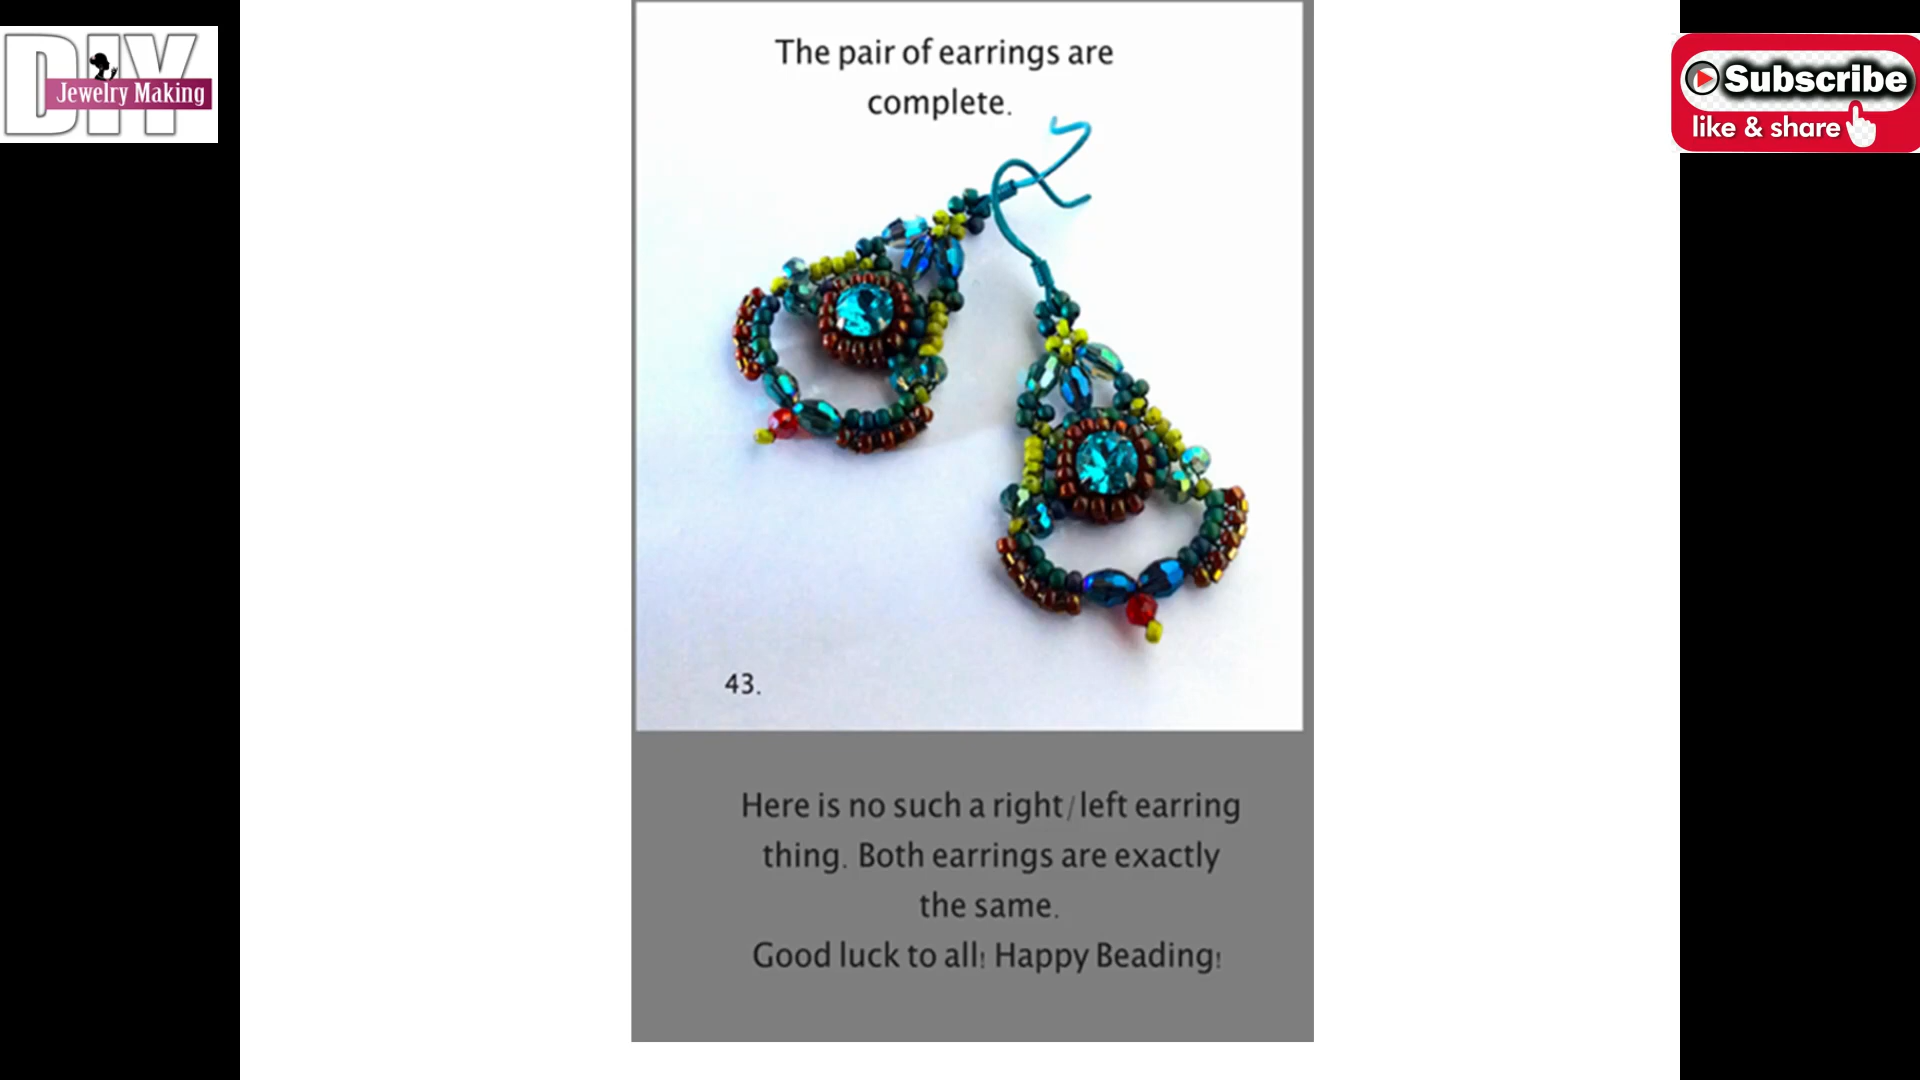 DIY
Jewelry Making
Subscribe
like & share
The pair of earrings are
complete.
43.
Here is no such a right/left earring
thing. Both earrings are exactly
the same.
Good luck to all! Happy Beading!